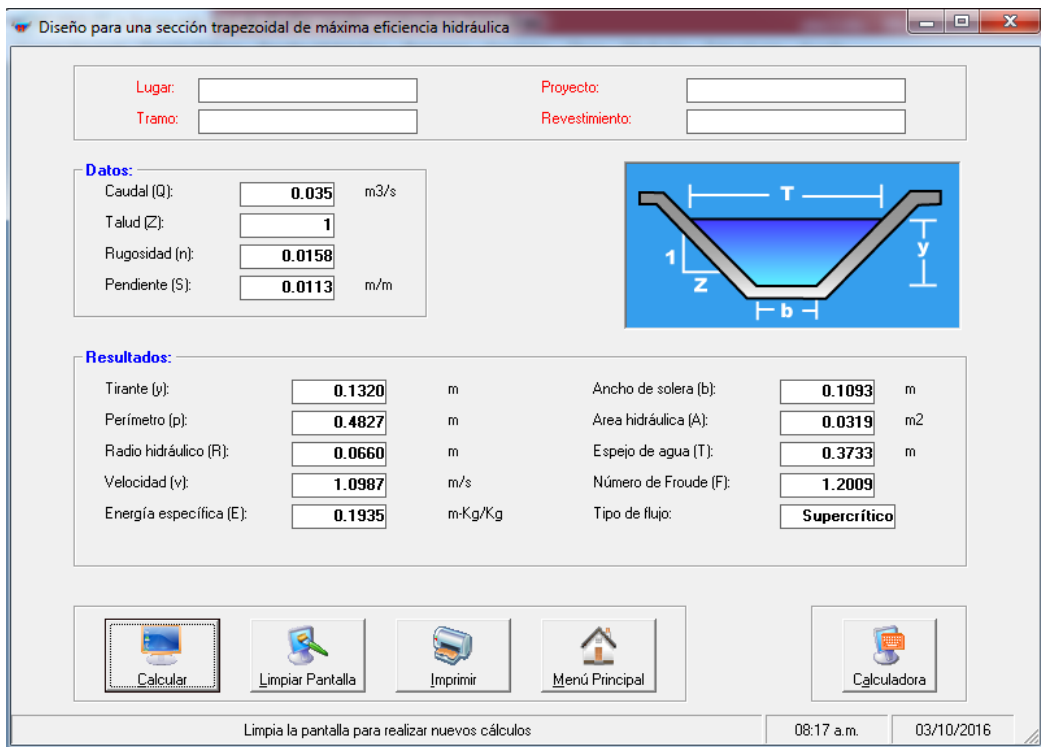 Diseño para una sección trapezoidal de máxima eficiencia hidráulica
Lugar: Proyecto:
Tramo: Revestimiento:
Datos:
Caudal (Q): 0.035 m3/s
Talud (Z): 1
Rugosidad (n): 0.0158
Pendiente (S): 0.0113 m/m
T
y
1
Z
b
Resultados:
Tirante (y): 0.1320 m Ancho de solera (b): 0.1093 m
Perímetro (p): 0.4827 m Area hidráulica (A): 0.0319 m2
Radio hidráulico (R): 0.0660 m Espejo de agua (T): 0.3733 m
Velocidad (v): 1.0987 m/s Número de Froude (F): 1.2009
Energía específica (E): 0.1935 m-Kg/Kg Tipo de flujo: Supercrítico
Calcular Limpiar Pantalla Imprimir Menú Principal Calculadora
Limpia la pantalla para realizar nuevos cálculos 08:17 a.m. 03/10/2016